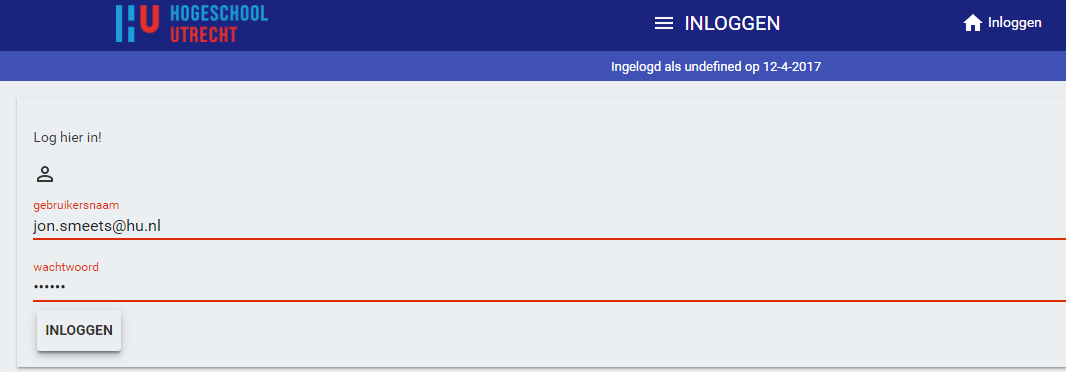 HU HOGESCHOOL
UTRECHT
INLOGGEN
Inloggen
Ingelogd als undefined op 12-4-2017
Log hier in!
gebruikersnaam
jon.smeets@hu.nl
wachtwoord
••••••
INLOGGEN